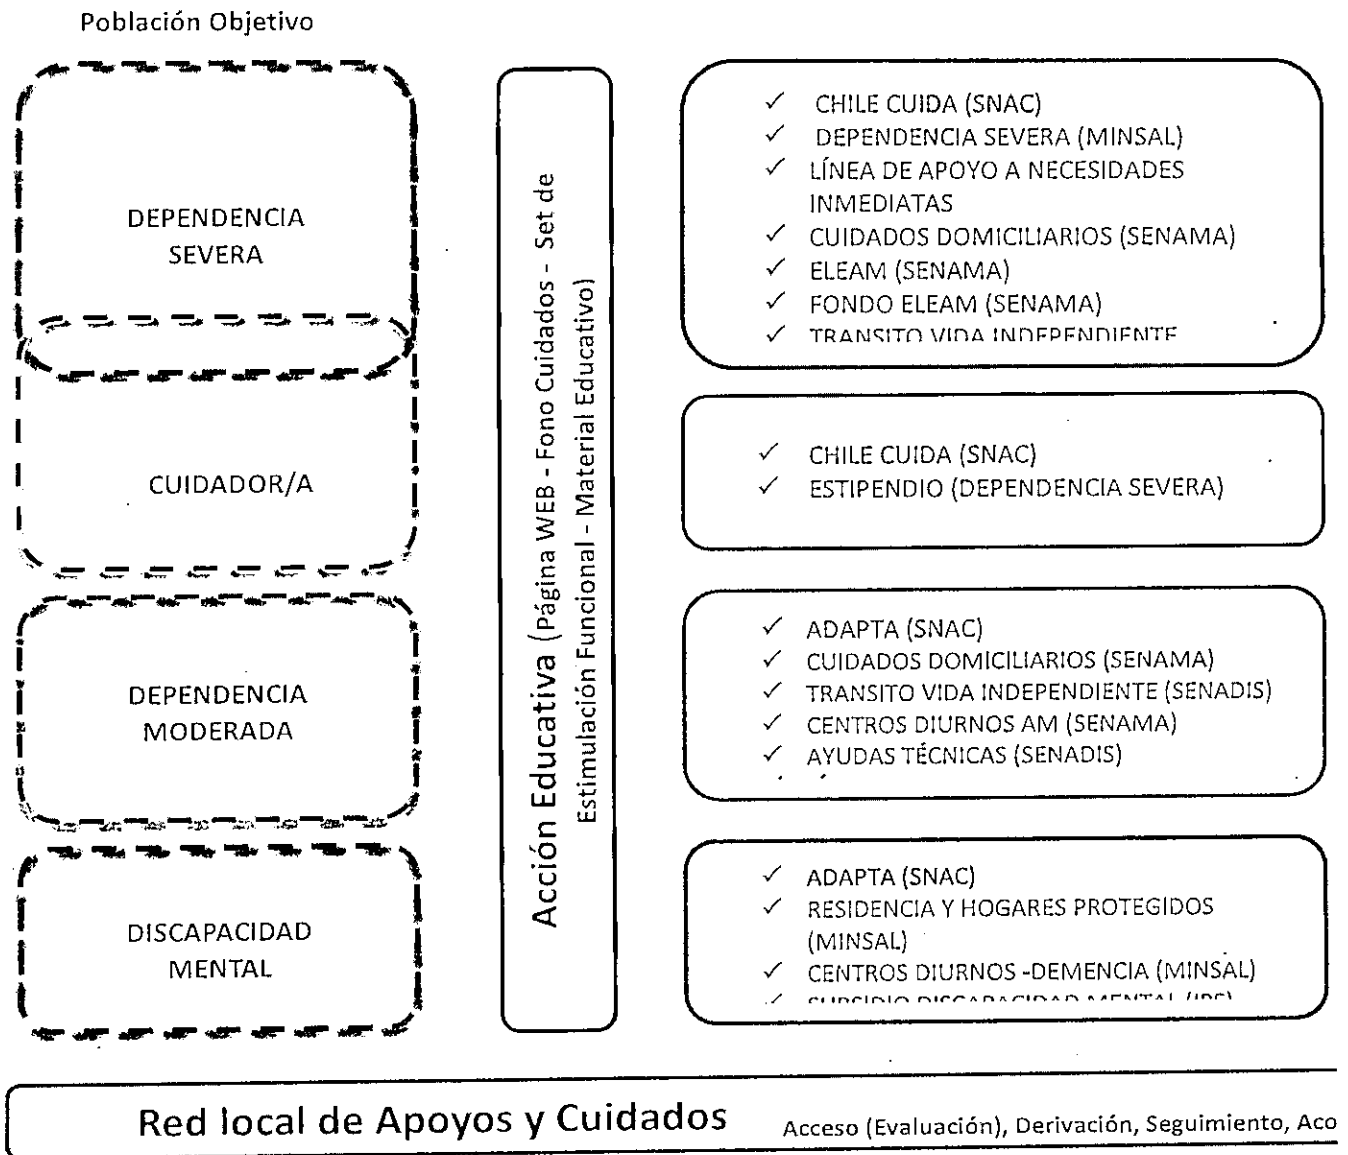 Población Objetivo
DEPENDENCIA
SEVERA
CUIDADOR/A
DEPENDENCIA
MODERADA
DISCAPACIDAD
MENTAL
Acción Educativa (Página WEB - Fono Cuidados - Set de
Estimulación Funcional - Material Educativo)
✓ CHILE CUIDA (SNAC)
✓ DEPENDENCIA SEVERA (MINSAL)
✓ LÍNEA DE APOYO A NECESIDADES
INMEDIATAS
✓ CUIDADOS DOMICILIARIOS (SENAMA)
✓ ELEAM (SENAMA)
✓ FONDO ELEAM (SENAMA)
✓ TRANSITO VIDA INDEPENDIENTE
✓ CHILE CUIDA (SNAC)
✓ ESTIPENDIO (DEPENDENCIA SEVERA)
✓ ADAPTA (SNAC)
✓ CUIDADOS DOMICILIARIOS (SENAMA)
✓ TRANSITO VIDA INDEPENDIENTE (SENADIS)
✓ CENTROS DIURNOS AM (SENAMA)
✓ AYUDAS TÉCNICAS (SENADIS)
✓ ADAPTA (SNAC)
✓ RESIDENCIA Y HOGARES PROTEGIDOS
(MINSAL)
✓ CENTROS DIURNOS -DEMENCIA (MINSAL)
✓ SUBSIDIO DISCAPACIDAD MENTAL (IPS)
Red local de Apoyos y Cuidados Acceso (Evaluación), Derivación, Seguimiento, Aco